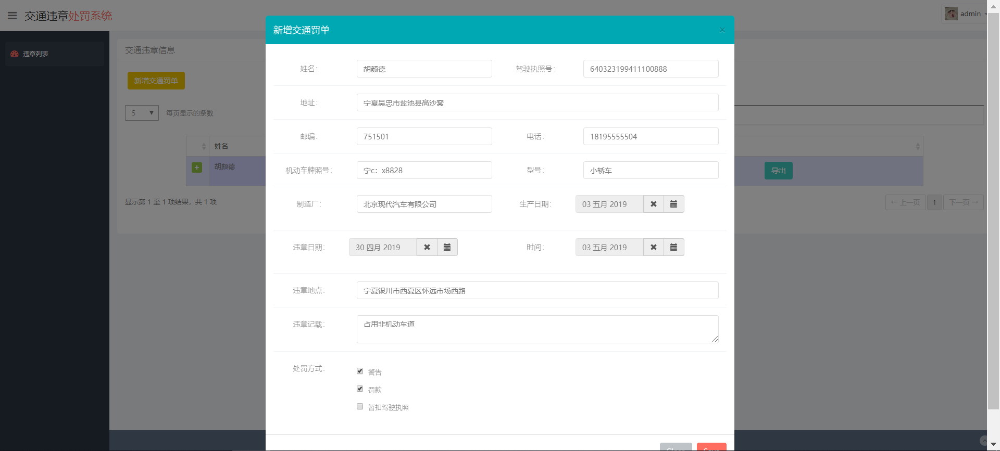 交通违章处罚系统
admin
违章列表
交通违章信息
新增交通罚单
5 每页显示的条数
姓名
胡颜德
导出
显示第 1 至 1 项结果，共 1 项
← 上一页 1 下一页 →
新增交通罚单 ×
姓名： 胡颜德 驾驶执照号： 640323199411100888
地址： 宁夏吴忠市盐池县高沙窝
邮编： 751501 电话： 18195555504
机动车牌照号： 宁c：x8828 型号： 小轿车
制造厂： 北京现代汽车有限公司 生产日期： 03 五月 2019
违章日期： 30 四月 2019 时间： 03 五月 2019
违章地点： 宁夏银川市西夏区怀远市场西路
违章记载： 占用非机动车道
处罚方式： 警告
罚款
暂扣驾驶执照
Close Save